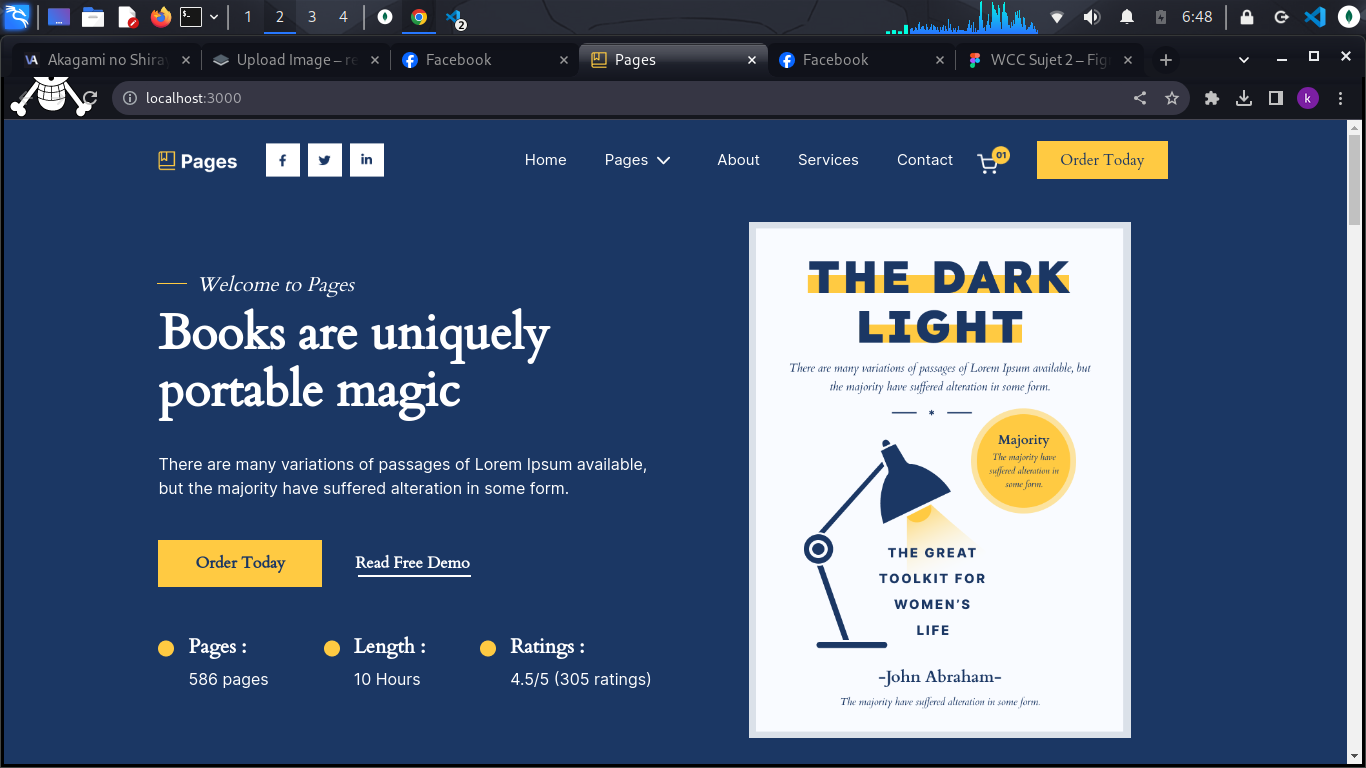 1 2 3 4
2
6:48
Akagami no Shira
Upload Image – re
Facebook
Pages
Facebook
WCC Sujet 2 – Fig
localhost:3000
k
Pages
Home
Pages
About
Services
Contact
01
Order Today
Welcome to Pages
Books are uniquely
portable magic
There are many variations of passages of Lorem Ipsum available,
but the majority have suffered alteration in some form.
Order Today
Read Free Demo
Pages :
586 pages
Length :
10 Hours
Ratings :
4.5/5 (305 ratings)
THE DARK
LIGHT
There are many variations of passages of Lorem Ipsum available, but
the majority have suffered alteration in some form.
Majority
The majority have
suffered alteration in
some form.
THE GREAT
TOOLKIT FOR
WOMEN'S
LIFE
-John Abraham-
The majority have suffered alteration in some form.